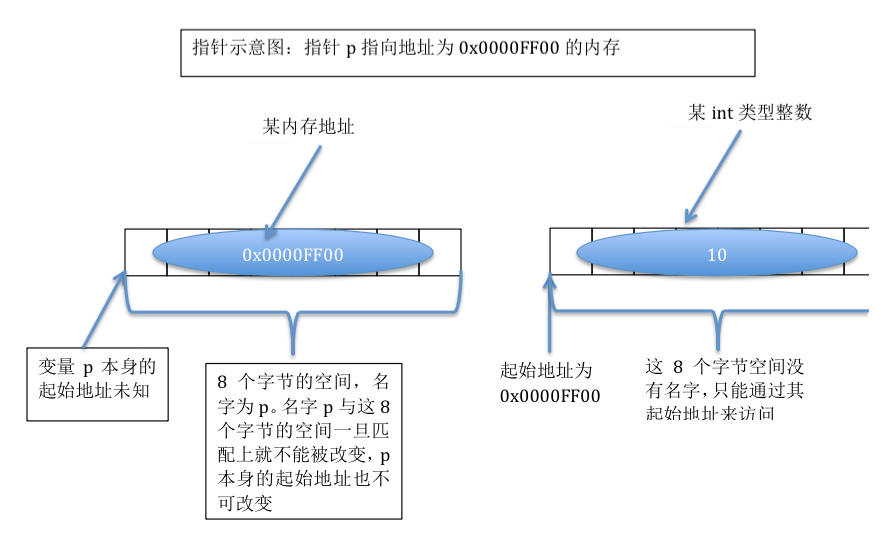 指针示意图：指针 p 指向地址为 0x0000FF00 的内存
某内存地址
某 int 类型整数
0x0000FF00
10
变量 p 本身的
起始地址未知
8 个字节的空间，名
字为 p。名字 p 与这 8
个字节的空间一旦匹
配上就不能被改变，p
本身的起始地址也不
可改变
起始地址为
0x0000FF00
这 8 个字节空间没
有名字，只能通过其
起始地址来访问